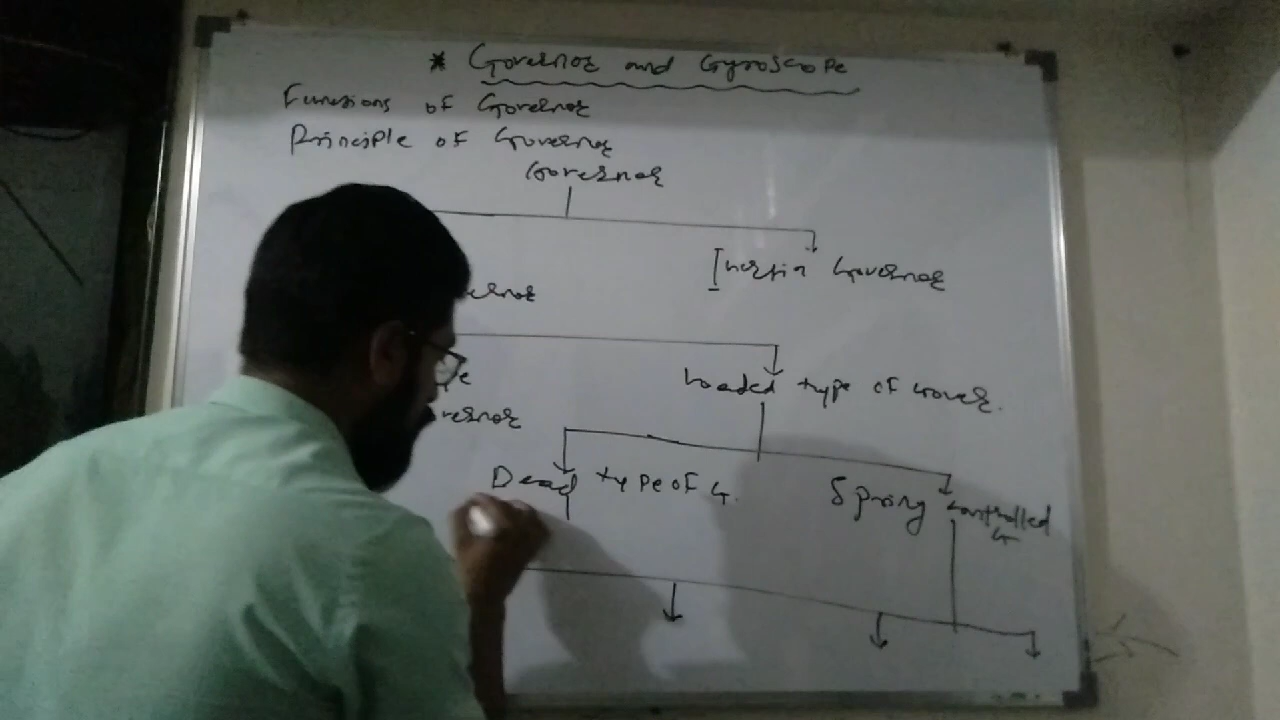 * Governor and Gyroscope
Functions of Governor
Principle of Governor
Governor
Inertia Governor
ernor
pe
vernor
Loaded type of Gover.
Dead type of G.
Spring controlled
G